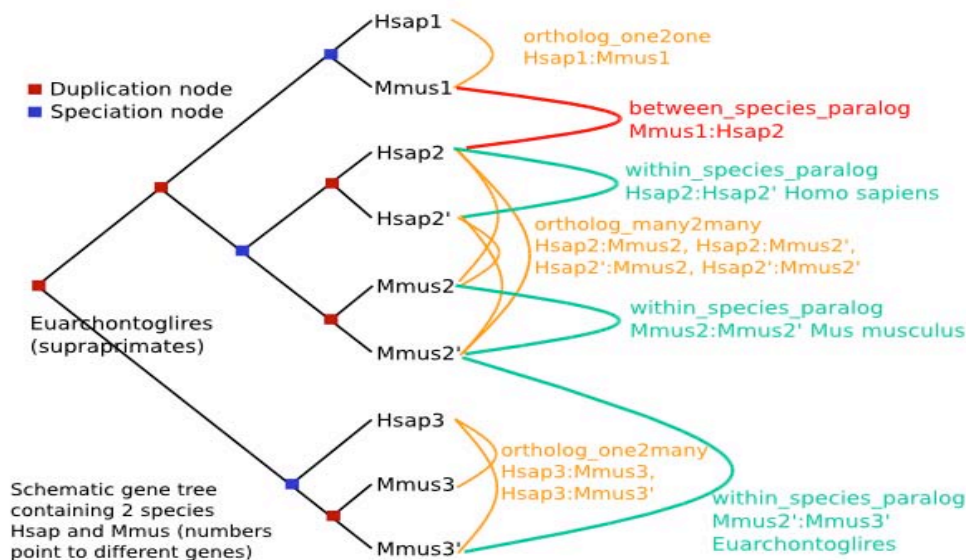 Hsap1
ortholog_one2one
Hsap1:Mmus1
Duplication node
Speciation node
Mmus1
between_species_paralog
Mmus1:Hsap2
Hsap2
within_species_paralog
Hsap2:Hsap2' Homo sapiens
Hsap2'
ortholog_many2many
Hsap2:Mmus2, Hsap2:Mmus2',
Hsap2':Mmus2, Hsap2':Mmus2'
Mmus2
within_species_paralog
Mmus2:Mmus2' Mus musculus
Euarchontoglires
(supraprimates)
Mmus2'
Hsap3
ortholog_one2many
Hsap3:Mmus3,
Hsap3:Mmus3'
Mmus3
within_species_paralog
Mmus2':Mmus3'
Euarchontoglires
Schematic gene tree
containing 2 species
Hsap and Mmus (numbers
point to different genes)
Mmus3'